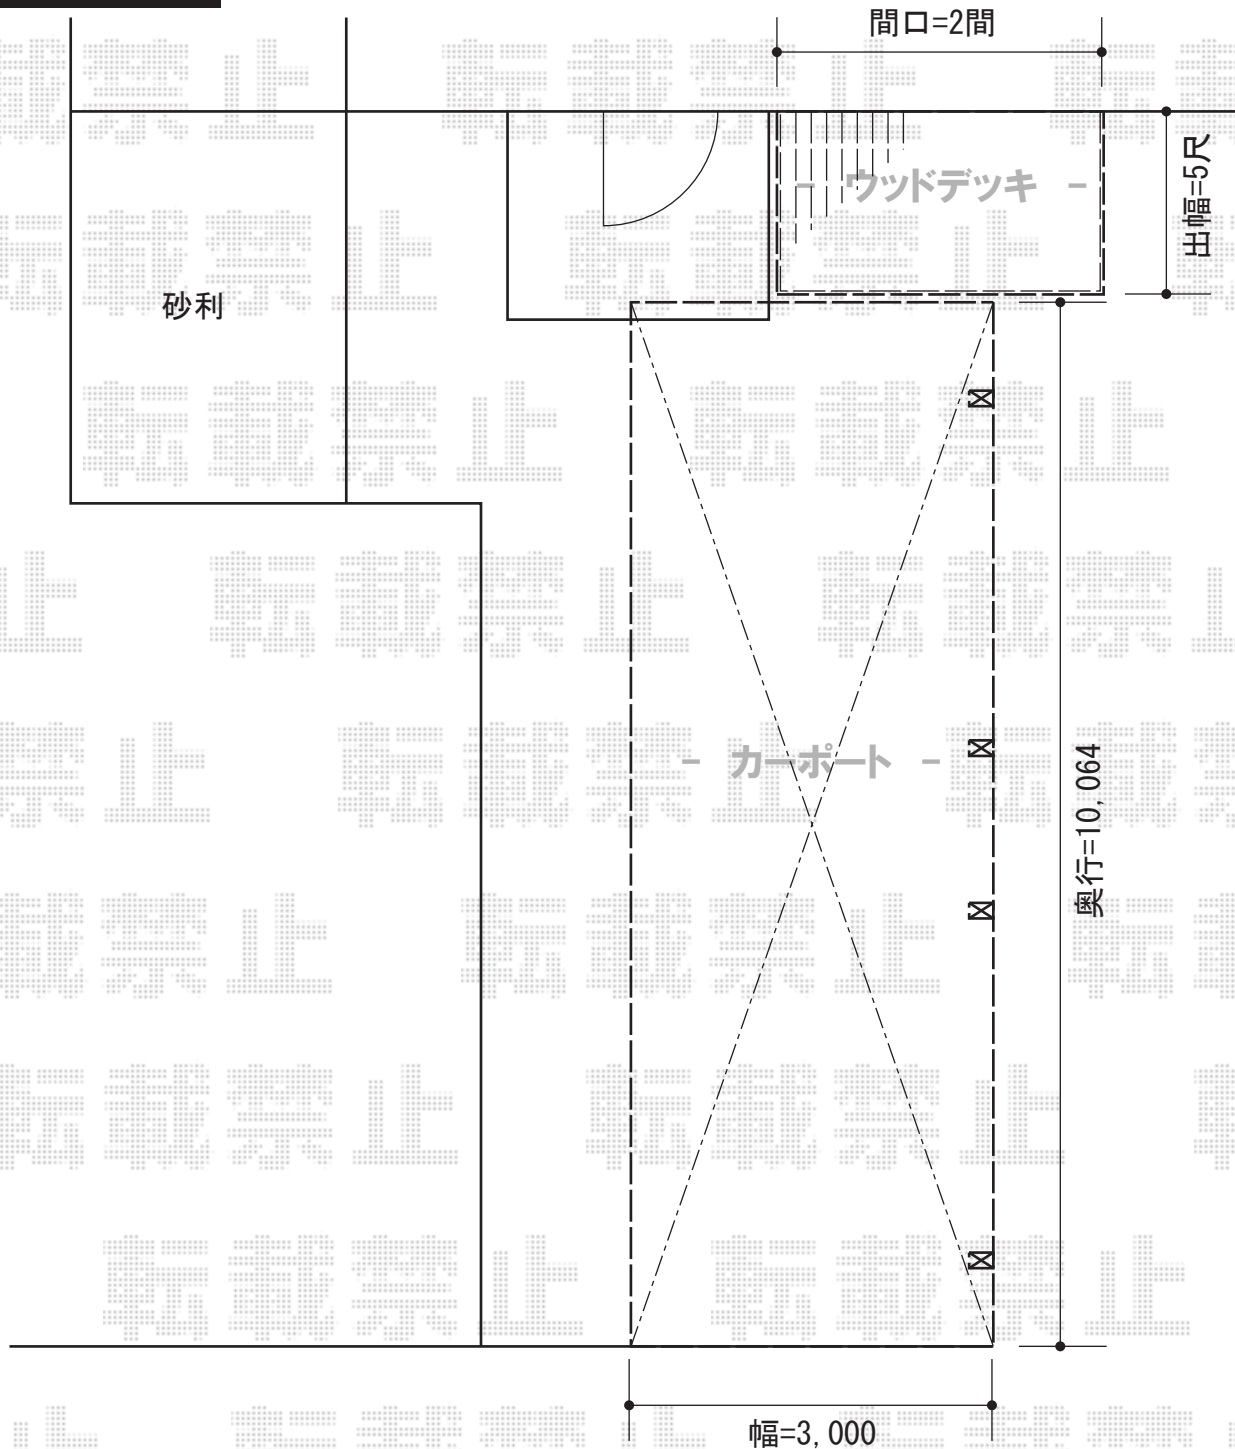 間口=2間
出幅=5尺
- ウッドデッキ -
砂利
- カーポート -
奥行=10,064
幅=3,000
転載禁止